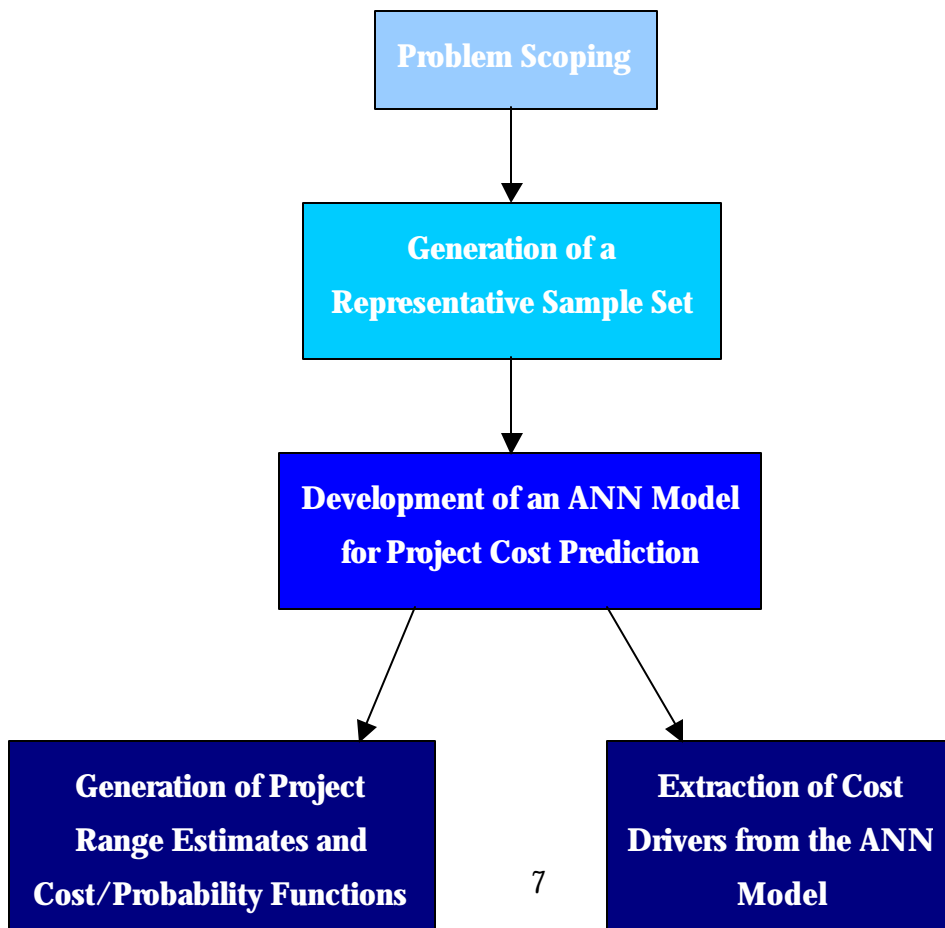 Problem Scoping
Generation of a
Representative Sample Set
Development of an ANN Model
for Project Cost Prediction
Generation of Project
Range Estimates and
Cost/Probability Functions
7
Extraction of Cost
Drivers from the ANN
Model